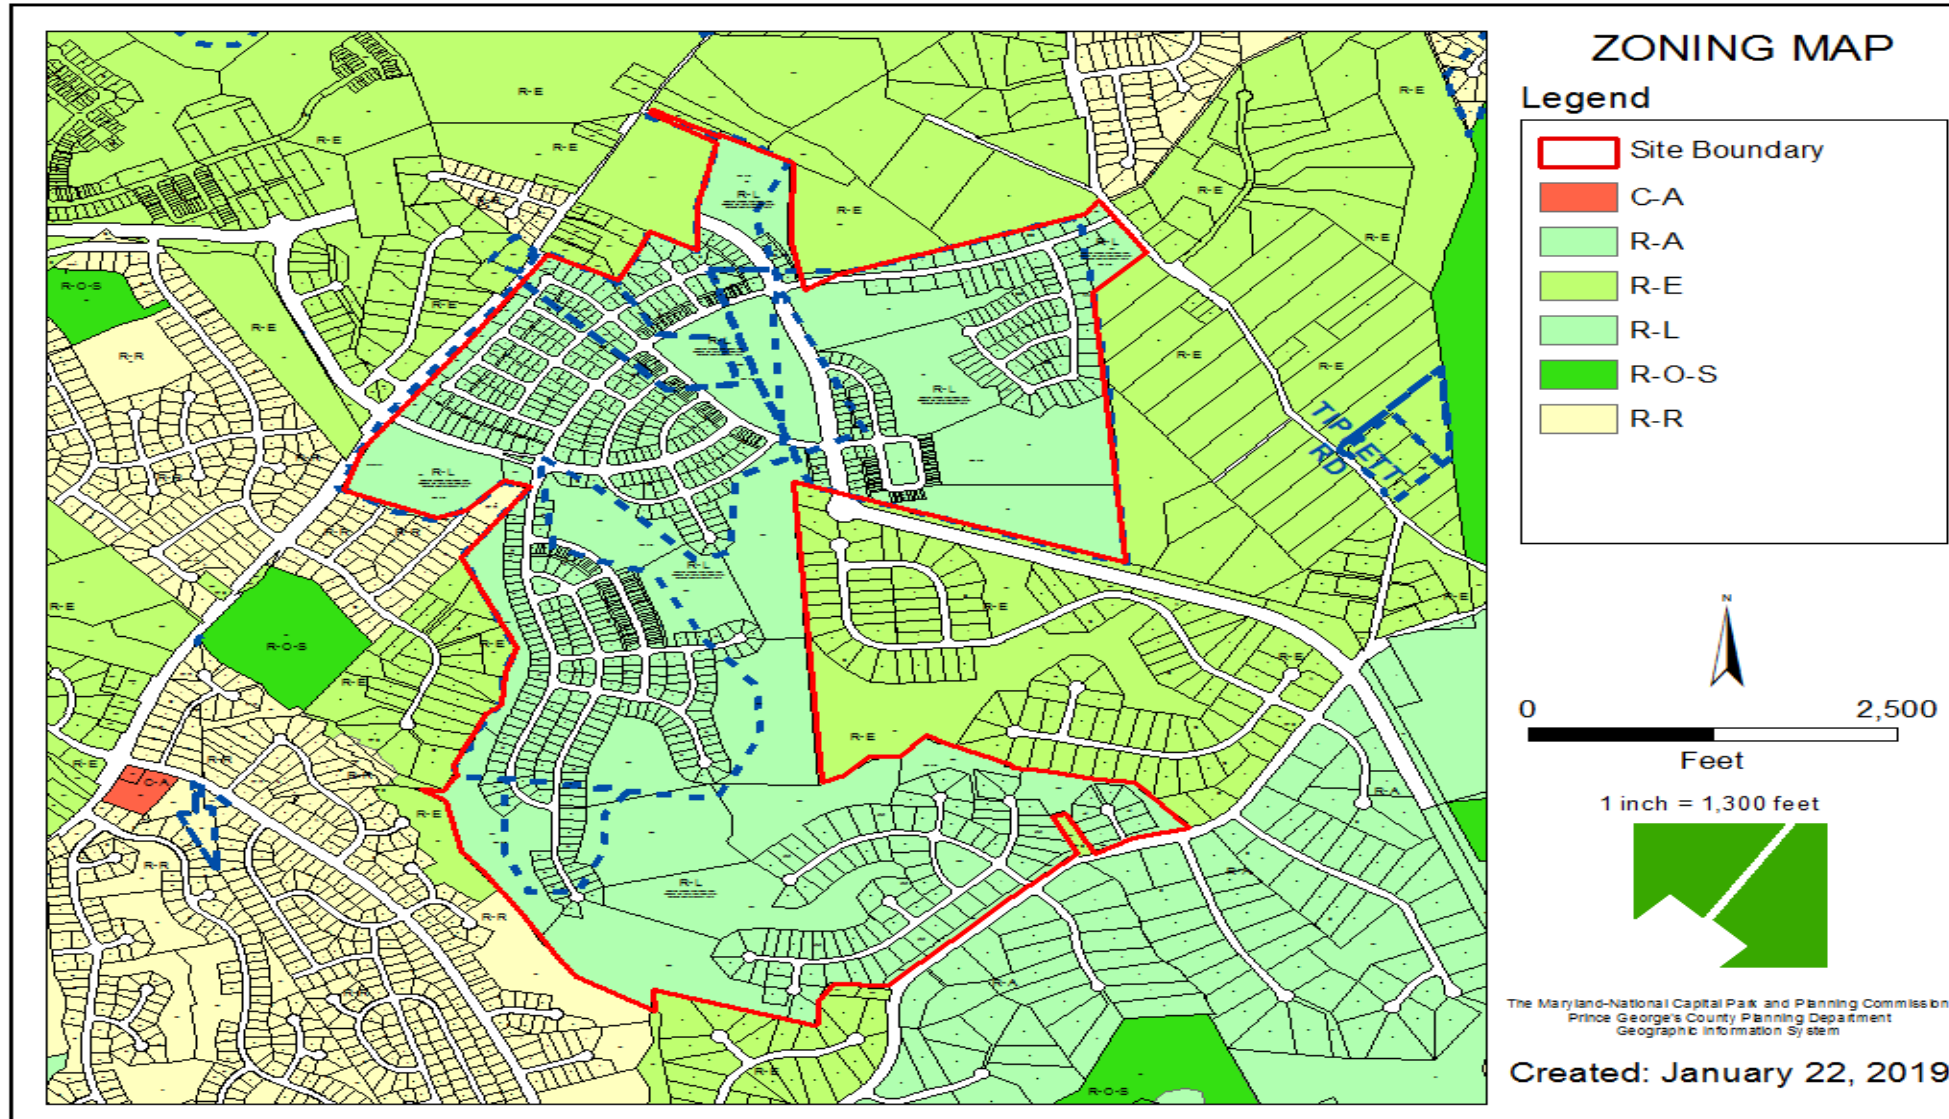 ZONING MAP
Legend
Site Boundary
C-A
R-A
R-E
R-L
R-O-S
R-R
N
0 2,500
Feet
1 inch = 1,300 feet
The Maryland-National Capital Park and Planning Commission
Prince George's County Planning Department
Geographic Information System
Created: January 22, 2019
R-E
R-E
R-E
R-E
R-L
R-E
R-E
R-E
R-L
R-O-S
R-E
R-E
R-R
R-E
R-E
R-L
R-L
TIPPETT
RD
R-R
R-L
R-R
R-R
R-L
R-E
R-E
R-E
R-O-S
R-E
R-E
R-E
R-E
R-E
R-R
R-R
C-A
R-A
R-E
R-R
R-A
R-L
R-R
R-A
R-R
R-E
R-O-S